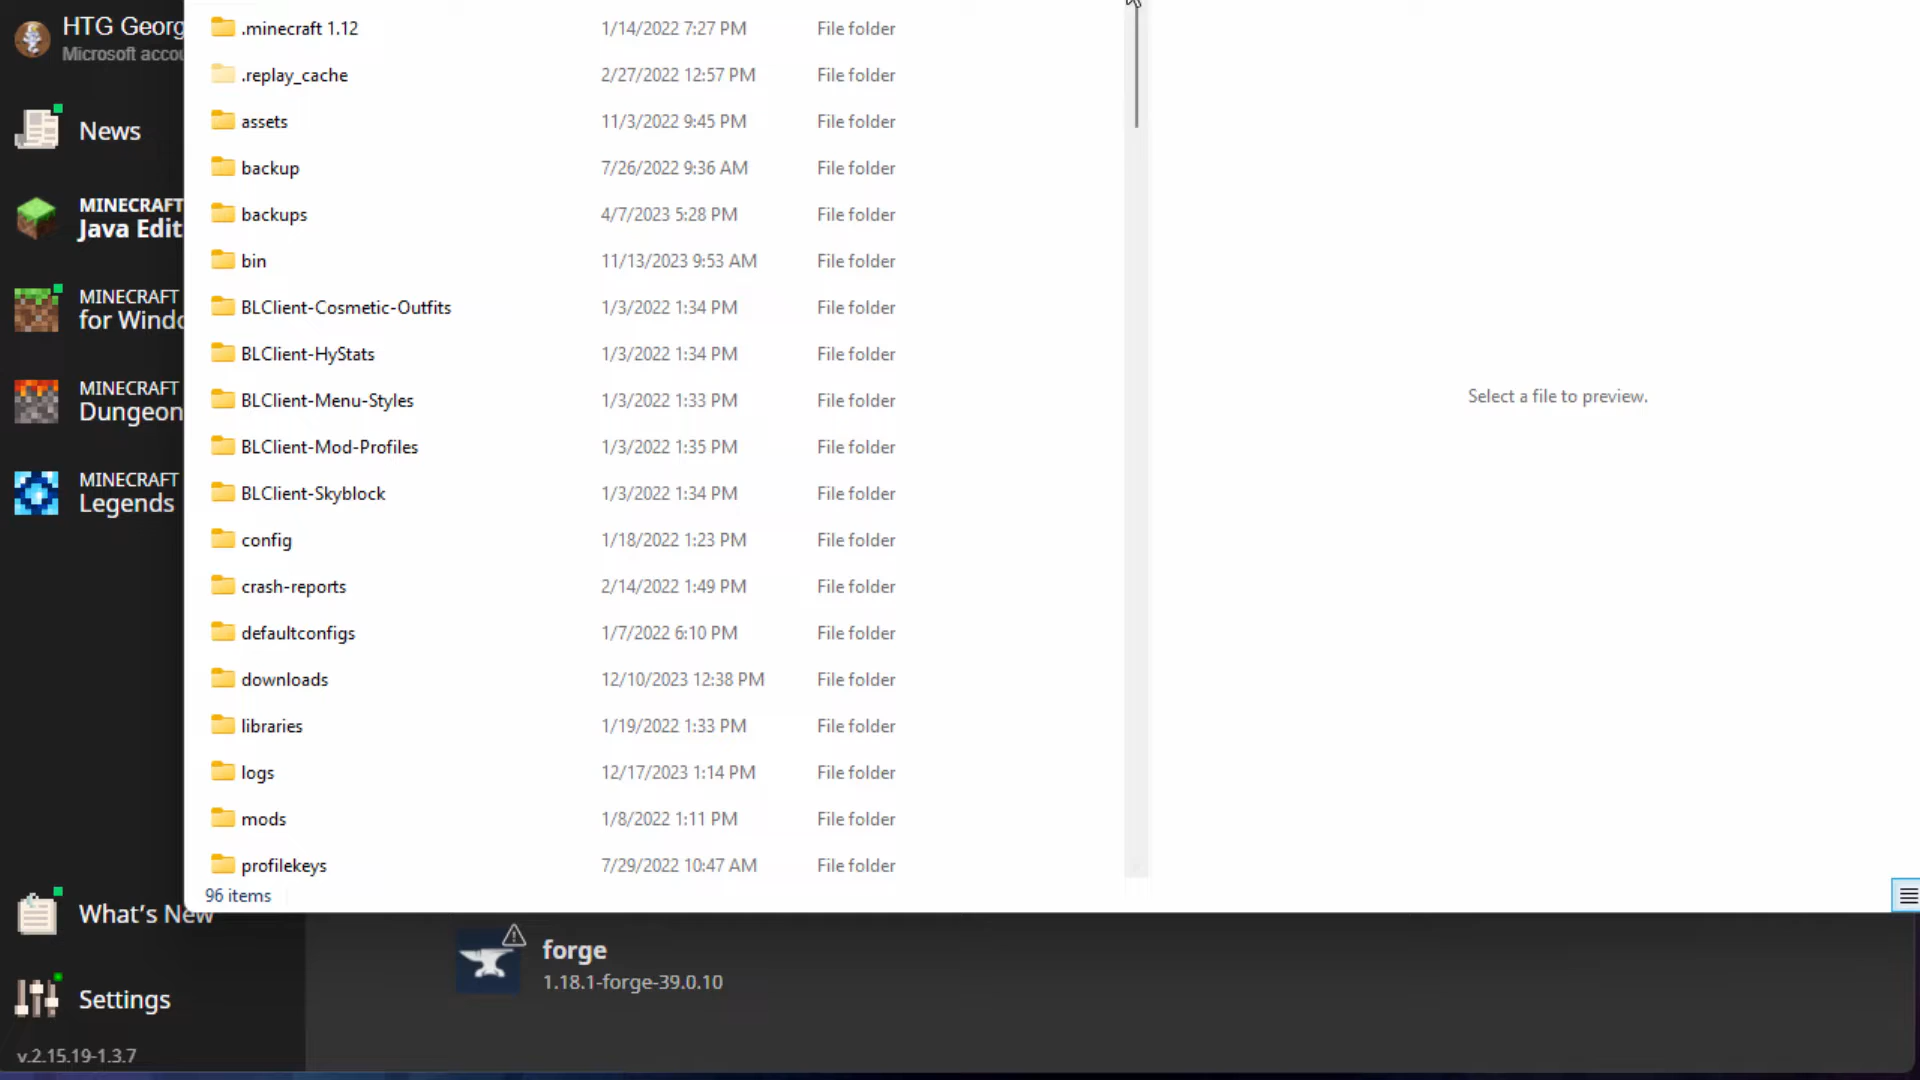 HTG Georg
Microsoft accou
News
MINECRAFT
Java Edit
MINECRAFT
for Windo
MINECRAFT
Dungeon
MINECRAFT
Legends
What's New
Settings
v.2.15.19-1.3.7
.minecraft 1.12 1/14/2022 7:27 PM File folder
.replay_cache 2/27/2022 12:57 PM File folder
assets 11/3/2022 9:45 PM File folder
backup 7/26/2022 9:36 AM File folder
backups 4/7/2023 5:28 PM File folder
bin 11/13/2023 9:53 AM File folder
BLClient-Cosmetic-Outfits 1/3/2022 1:34 PM File folder
BLClient-HyStats 1/3/2022 1:34 PM File folder
BLClient-Menu-Styles 1/3/2022 1:33 PM File folder
BLClient-Mod-Profiles 1/3/2022 1:35 PM File folder
BLClient-Skyblock 1/3/2022 1:34 PM File folder
config 1/18/2022 1:23 PM File folder
crash-reports 2/14/2022 1:49 PM File folder
defaultconfigs 1/7/2022 6:10 PM File folder
downloads 12/10/2023 12:38 PM File folder
libraries 1/19/2022 1:33 PM File folder
logs 12/17/2023 1:14 PM File folder
mods 1/8/2022 1:11 PM File folder
profilekeys 7/29/2022 10:47 AM File folder
96 items
Select a file to preview.
forge
1.18.1-forge-39.0.10